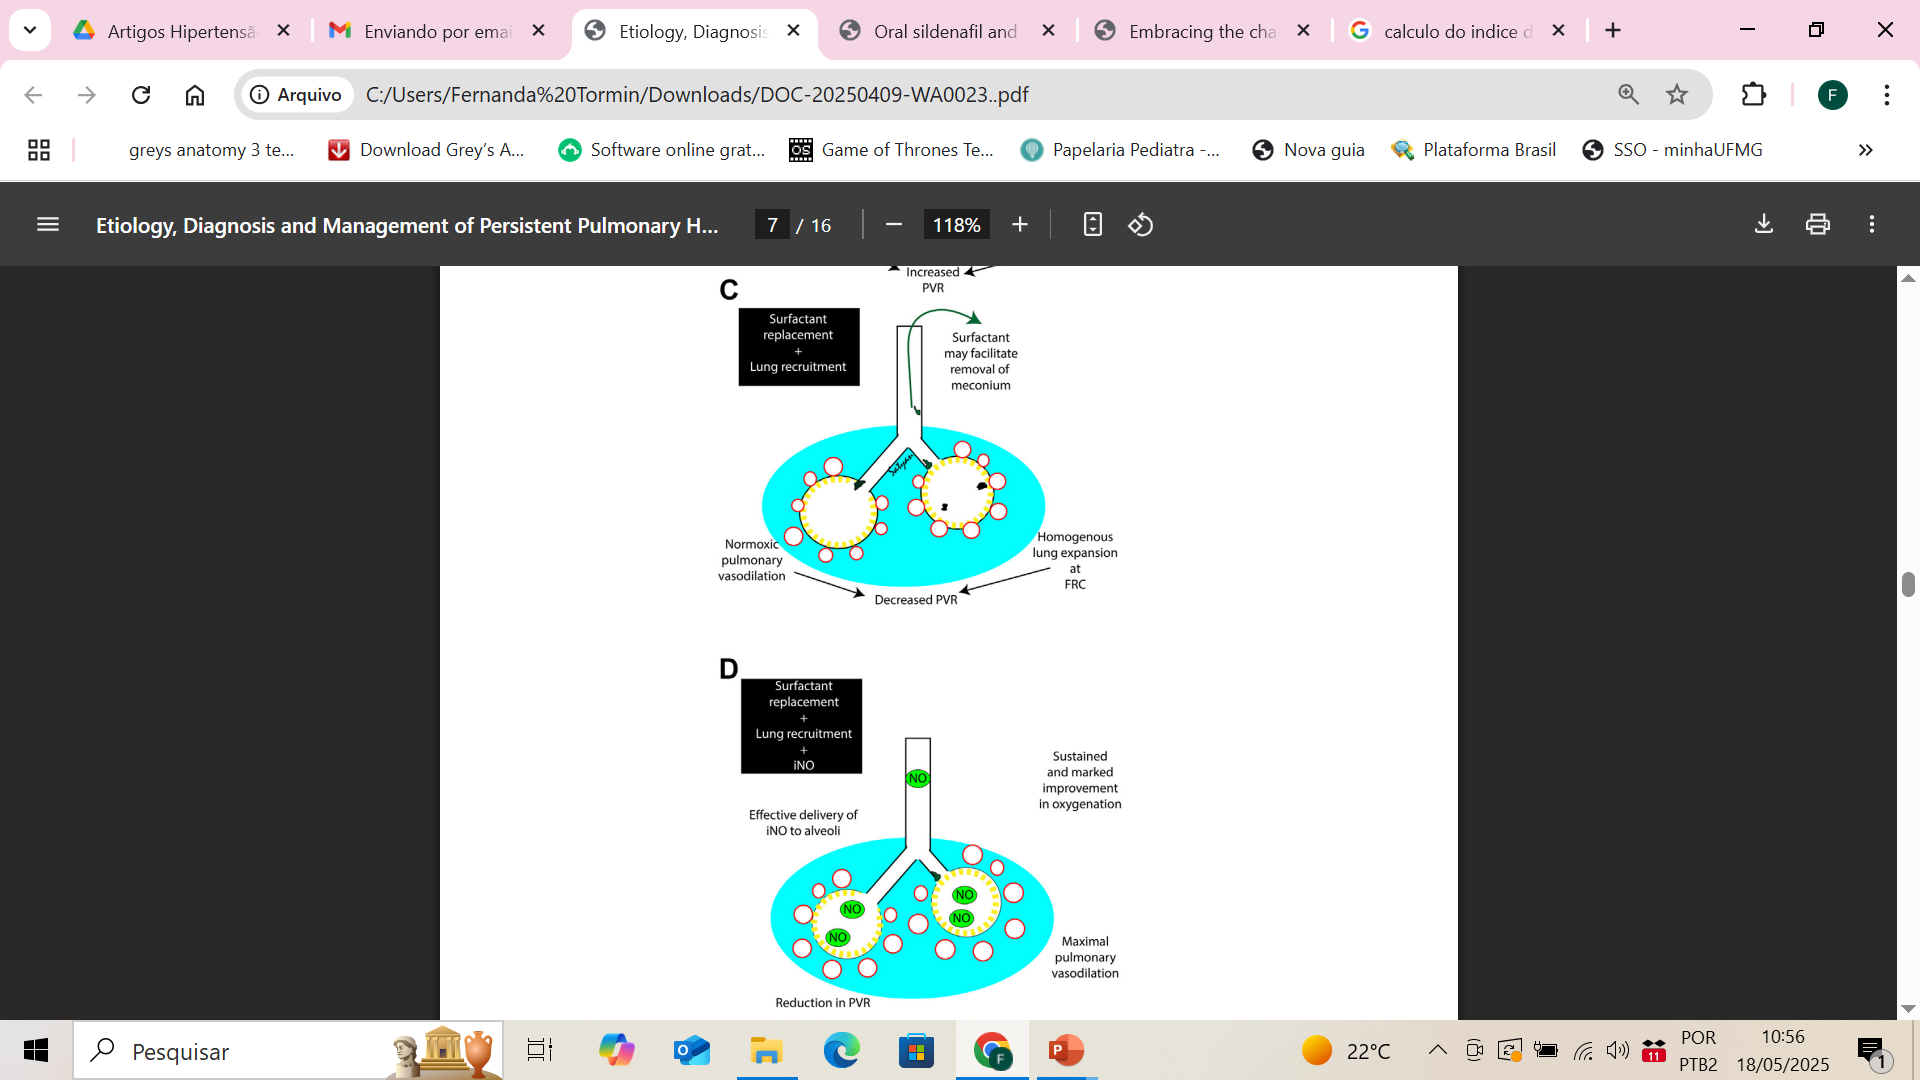 Artigos Hipertensã
Enviando por emai
Etiology, Diagnosis
Oral sildenafil and
Embracing the cha
calculo do indice d
Arquivo
C:/Users/Fernanda%20Tormin/Downloads/DOC-20250409-WA0023..pdf
F
greys anatomy 3 te...
Download Grey's A...
Software online grat...
OS
Game of Thrones Te...
Papelaria Pediatra -...
Nova guia
Plataforma Brasil
SSO - minhaUFMG
Etiology, Diagnosis and Management of Persistent Pulmonary H...
7 / 16
118%
Increased
PVR
C
Surfactant
replacement
+
Lung recruitment
Surfactant
may facilitate
removal of
meconium
Satyan
Normoxic
pulmonary
vasodilation
Homogenous
lung expansion
at
FRC
Decreased PVR
D
Surfactant
replacement
+
Lung recruitment
+
iNO
NO
Sustained
and marked
improvement
in oxygenation
Effective delivery of
iNO to alveoli
NO
NO
NO
NO
Maximal
pulmonary
vasodilation
Reduction in PVR
Pesquisar
22°C
11
POR
PTB2
10:56
18/05/2025
1